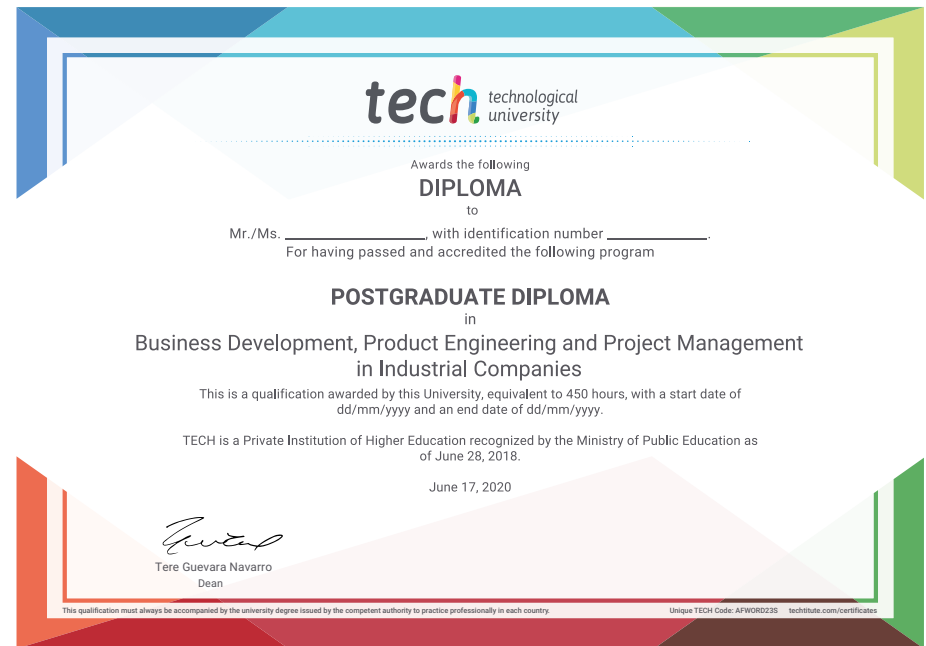 tech technological
university
Awards the following
DIPLOMA
to
Mr./Ms. ____________________, with identification number ______________.
For having passed and accredited the following program
POSTGRADUATE DIPLOMA
in
Business Development, Product Engineering and Project Management
in Industrial Companies
This is a qualification awarded by this University, equivalent to 450 hours, with a start date of
dd/mm/yyyy and an end date of dd/mm/yyyy.
TECH is a Private Institution of Higher Education recognized by the Ministry of Public Education as
of June 28, 2018.
June 17, 2020
Tere Guevara Navarro
Dean
This qualification must always be accompanied by the university degree issued by the competent authority to practice professionally in each country. Unique TECH Code: AFWORD23S techtitute.com/certificates